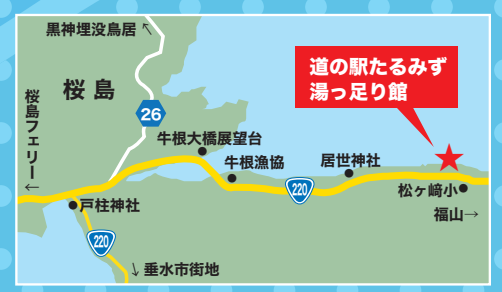 黒神埋没鳥居↖
桜島
26
道の駅たるみず
湯っ足り館
桜島フェリー←
牛根大橋展望台
牛根漁協
居世神社
220
松ヶ﨑小
福山→
戸柱神社
220
↓垂水市街地